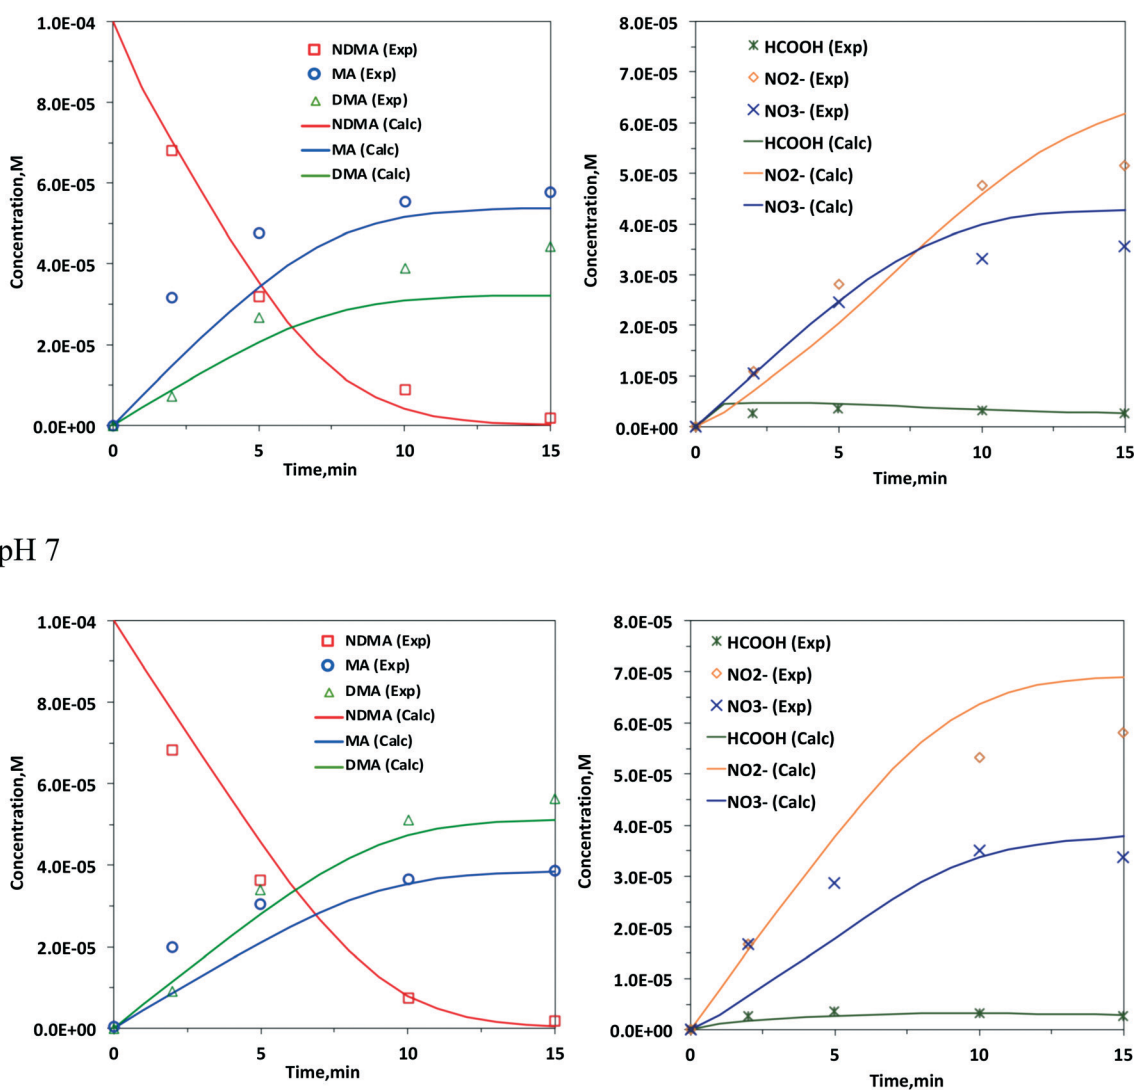 1.0E-04
8.0E-05
6.0E-05
4.0E-05
2.0E-05
0.0E+00
Concentration,M
0 5 10 15
Time,min
NDMA (Exp)
MA (Exp)
DMA (Exp)
NDMA (Calc)
MA (Calc)
DMA (Calc)
8.0E-05
7.0E-05
6.0E-05
5.0E-05
4.0E-05
3.0E-05
2.0E-05
1.0E-05
0.0E+00
Concentration,M
0 5 10 15
Time,min
HCOOH (Exp)
NO2- (Exp)
NO3- (Exp)
HCOOH (Calc)
NO2- (Calc)
NO3- (Calc)
pH 7
1.0E-04
8.0E-05
6.0E-05
4.0E-05
2.0E-05
0.0E+00
Concentration,M
0 5 10 15
Time,min
NDMA (Exp)
MA (Exp)
DMA (Exp)
NDMA (Calc)
MA (Calc)
DMA (Calc)
8.0E-05
7.0E-05
6.0E-05
5.0E-05
4.0E-05
3.0E-05
2.0E-05
1.0E-05
0.0E+00
Concentration,M
0 5 10 15
Time,min
HCOOH (Exp)
NO2- (Exp)
NO3- (Exp)
HCOOH (Calc)
NO2- (Calc)
NO3- (Calc)